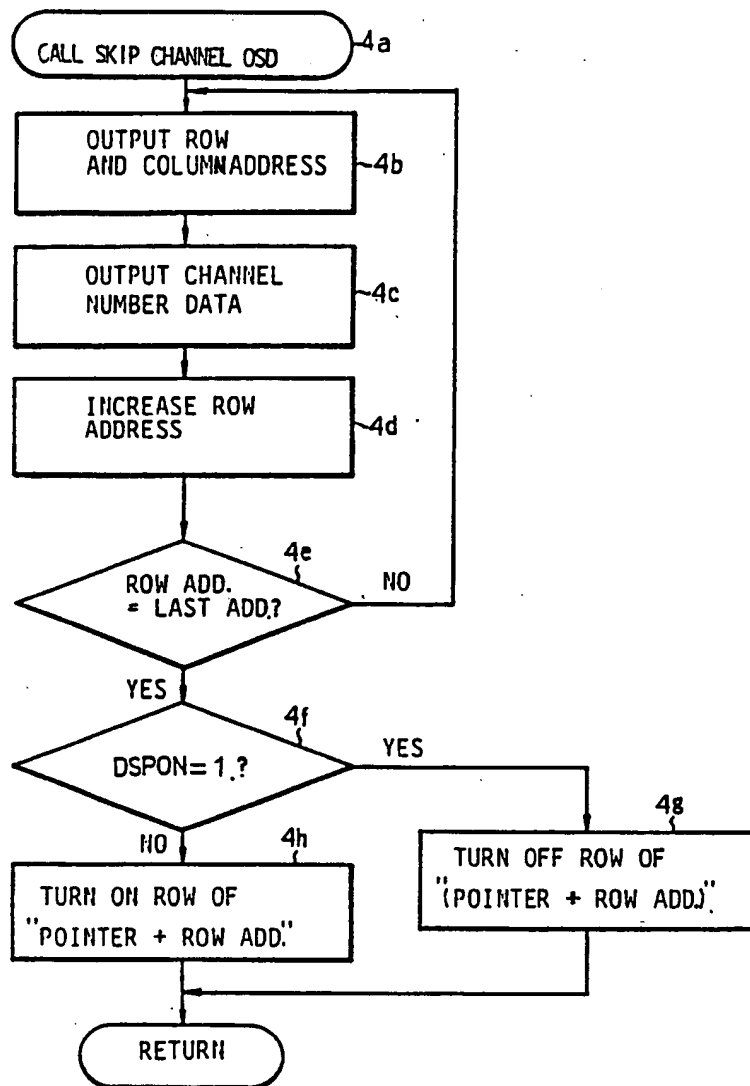 CALL SKIP CHANNEL OSD
4a
OUTPUT ROW
AND COLUMNADDRESS
4b
OUTPUT CHANNEL
NUMBER DATA
4c
INCREASE ROW
ADDRESS
4d
4e
ROW ADD.
= LAST ADD.?
NO
YES
4f
DSPON=1.?
YES
NO
4h
TURN ON ROW OF
"POINTER + ROW ADD."
4g
TURN OFF ROW OF
"(POINTER + ROW ADD.)"
RETURN